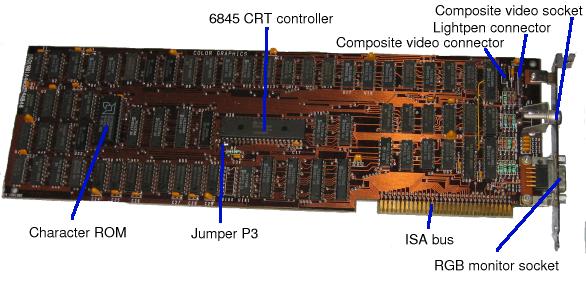 Composite video socket
6845 CRT controller
Lightpen connector
Composite video connector
COLOR GRAPHICS
Character ROM
Jumper P3
ISA bus
RGB monitor socket